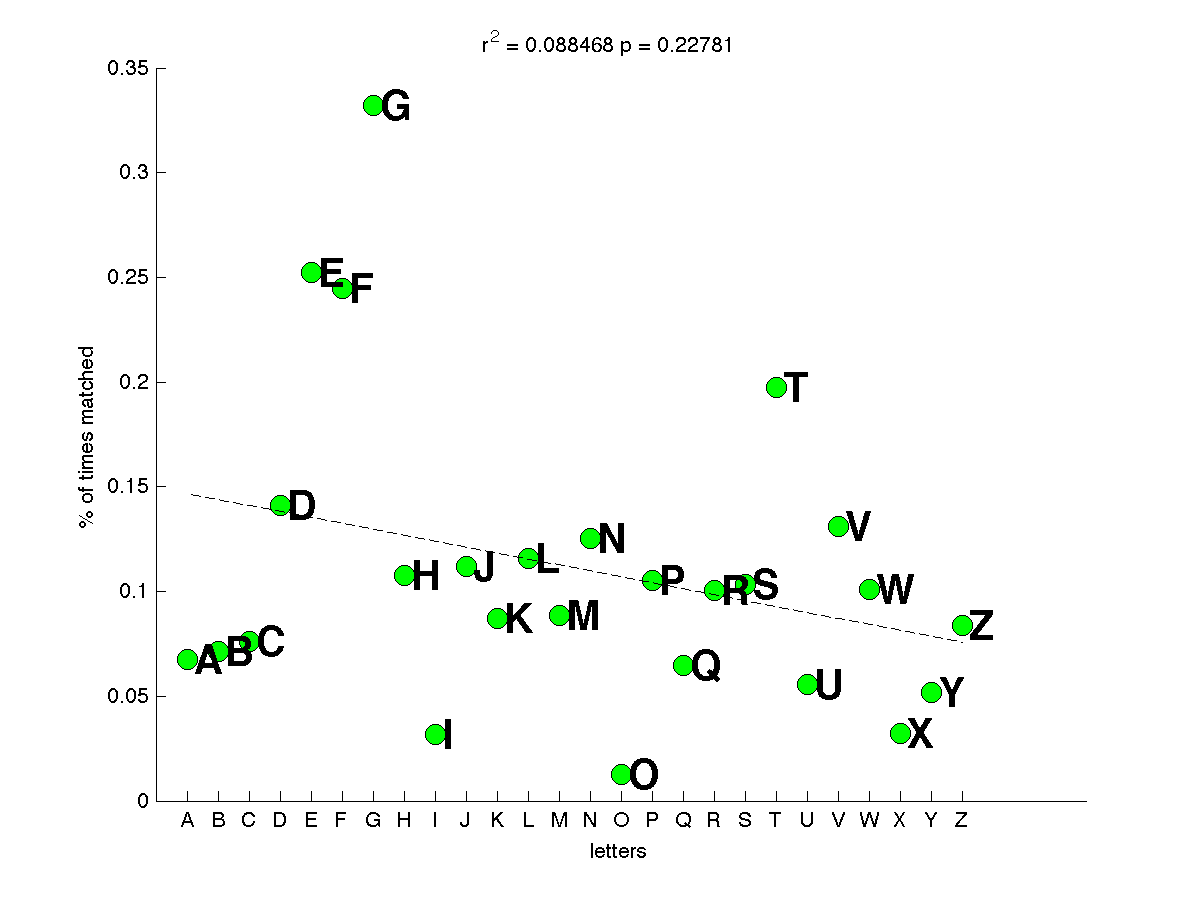 r2 = 0.088468 p = 0.22781
0.35
0.3
0.25
0.2
0.15
0.1
0.05
0
% of times matched
G
E
F
T
D
V
N
L
J
H
P
S
R
W
M
K
Z
C
B
A
Q
U
Y
X
I
O
A B C D E F G H I J K L M N O P Q R S T U V W X Y Z
letters